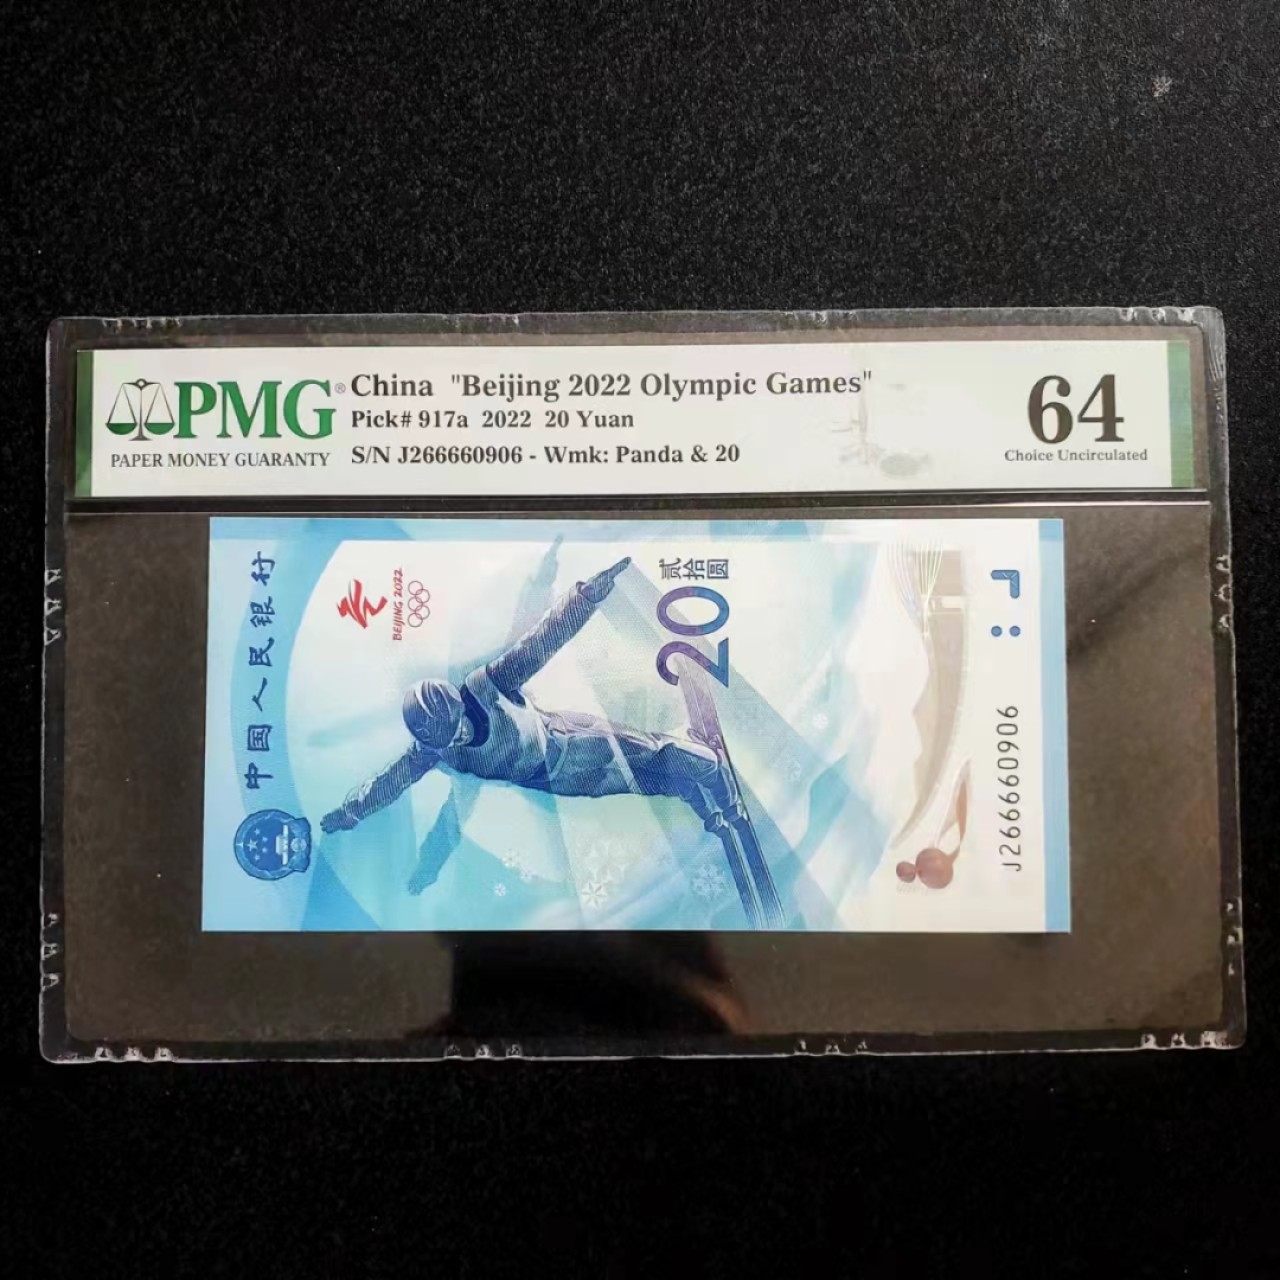 PMG®
PAPER MONEY GUARANTY
China "Beijing 2022 Olympic Games"
Pick# 917a 2022 20 Yuan
S/N J266660906 - Wmk: Panda & 20
64
Choice Uncirculated
中国人民银行
BEIJING 2022
贰拾圆
20
J266660906